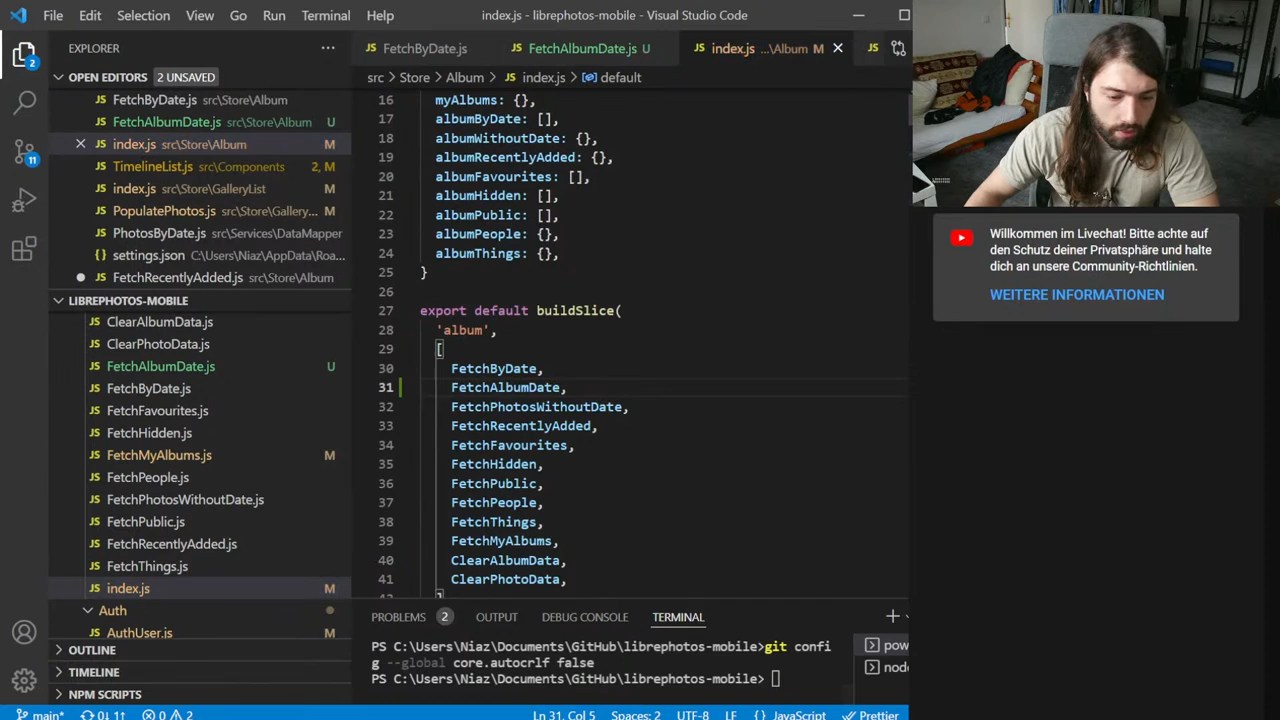 File Edit Selection View Go Run Terminal Help index.js - librephotos-mobile - Visual Studio Code
EXPLORER
OPEN EDITORS 2 UNSAVED
FetchByDate.js src\Store\Album
FetchAlbumDate.js src\Store\Album U
index.js src\Store\Album M
TimelineList.js src\Components 2, M
index.js src\Store\GalleryList M
PopulatePhotos.js src\Store\Gallery... M
PhotosByDate.js src\Services\DataMapper
settings.json C:\Users\Niaz\AppData\Roa...
FetchRecentlyAdded.js src\Store\Album
LIBREPHOTOS-MOBILE
ClearAlbumData.js
ClearPhotoData.js
FetchAlbumDate.js U
FetchByDate.js
FetchFavourites.js
FetchHidden.js
FetchMyAlbums.js M
FetchPeople.js
FetchPhotosWithoutDate.js
FetchPublic.js
FetchRecentlyAdded.js
FetchThings.js
index.js M
Auth
AuthUser.js
OUTLINE
TIMELINE
NPM SCRIPTS
2
11
FetchByDate.js FetchAlbumDate.js U index.js ...\Album M JS
src > Store > Album > JS index.js > default
16 myAlbums: {},
17 albumByDate: [],
18 albumWithoutDate: {},
19 albumRecentlyAdded: {},
20 albumFavourites: [],
21 albumHidden: [],
22 albumPublic: [],
23 albumPeople: {},
24 albumThings: {},
25 }
26
27 export default buildSlice(
28 'album',
29 [
30 FetchByDate,
31 FetchAlbumDate,
32 FetchPhotosWithoutDate,
33 FetchRecentlyAdded,
34 FetchFavourites,
35 FetchHidden,
36 FetchPublic,
37 FetchPeople,
38 FetchThings,
39 FetchMyAlbums,
40 ClearAlbumData,
41 ClearPhotoData,
PROBLEMS 2 OUTPUT DEBUG CONSOLE TERMINAL
PS C:\Users\Niaz\Documents\GitHub\librephotos-mobile>git confi
g --global core.autocrlf false
PS C:\Users\Niaz\Documents\GitHub\librephotos-mobile>
pow
node
main* 0↓ 1↑ 0 2 Ln 31, Col 5 Spaces: 2 UTF-8 LF {} JavaScript Prettier
Willkommen im Livechat! Bitte achte auf
den Schutz deiner Privatsphäre und halte
dich an unsere Community-Richtlinien.
WEITERE INFORMATIONEN